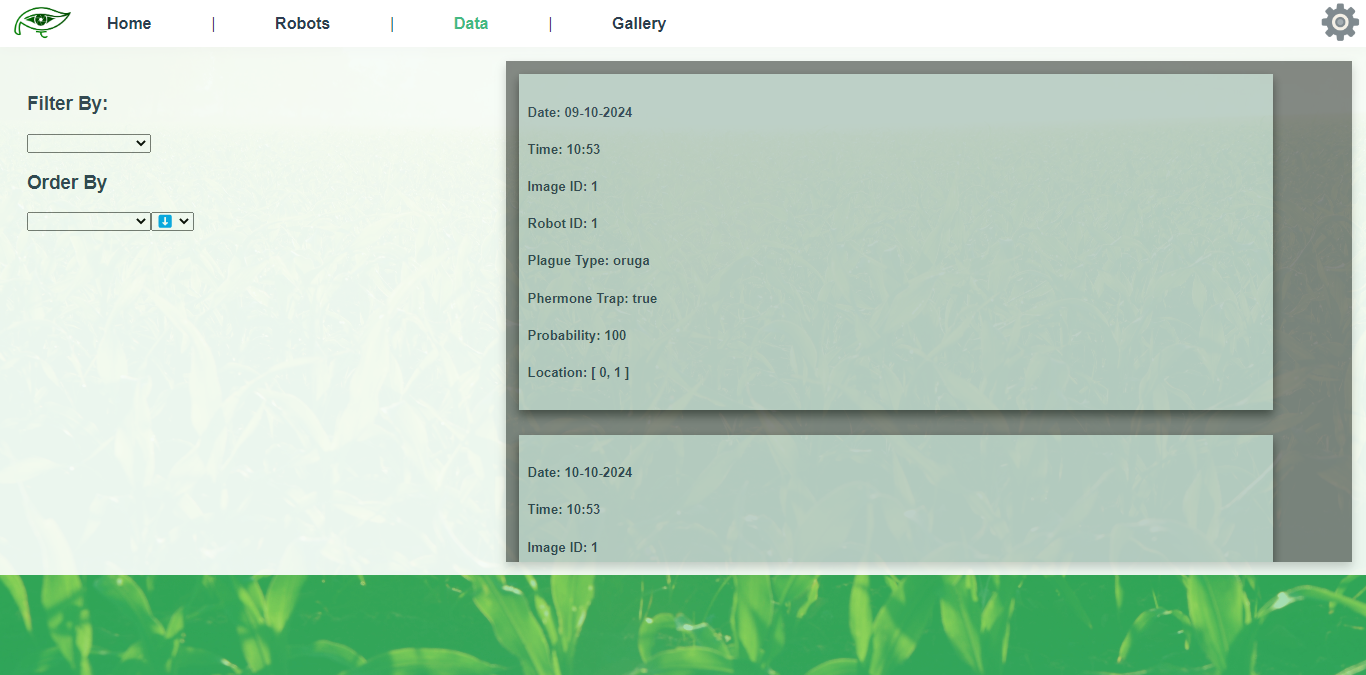 Home | Robots | Data | Gallery
Filter By:
Order By
Date: 09-10-2024
Time: 10:53
Image ID: 1
Robot ID: 1
Plague Type: oruga
Phermone Trap: true
Probability: 100
Location: [ 0, 1 ]
Date: 10-10-2024
Time: 10:53
Image ID: 1